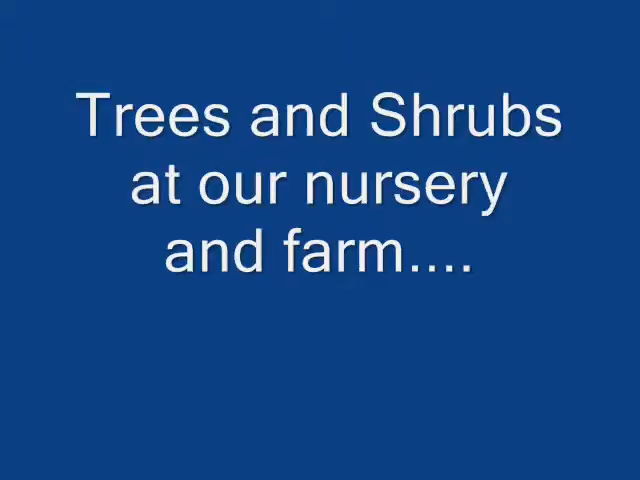 Trees and Shrubs
at our nursery
and farm....